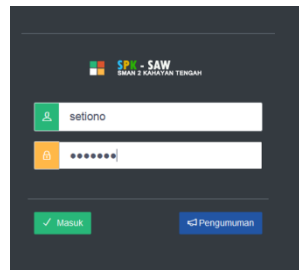 SPK - SAW
SMAN 2 KAHAYAN TENGAH
setiono
•••••••
Masuk
Pengumuman